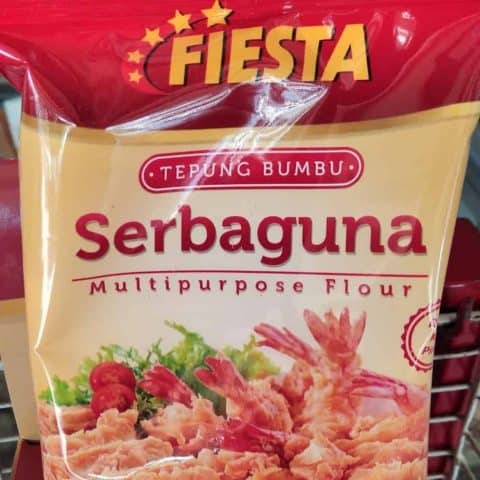 FIESTA
TEPUNG BUMBU
Serbaguna
Multipurpose Flour